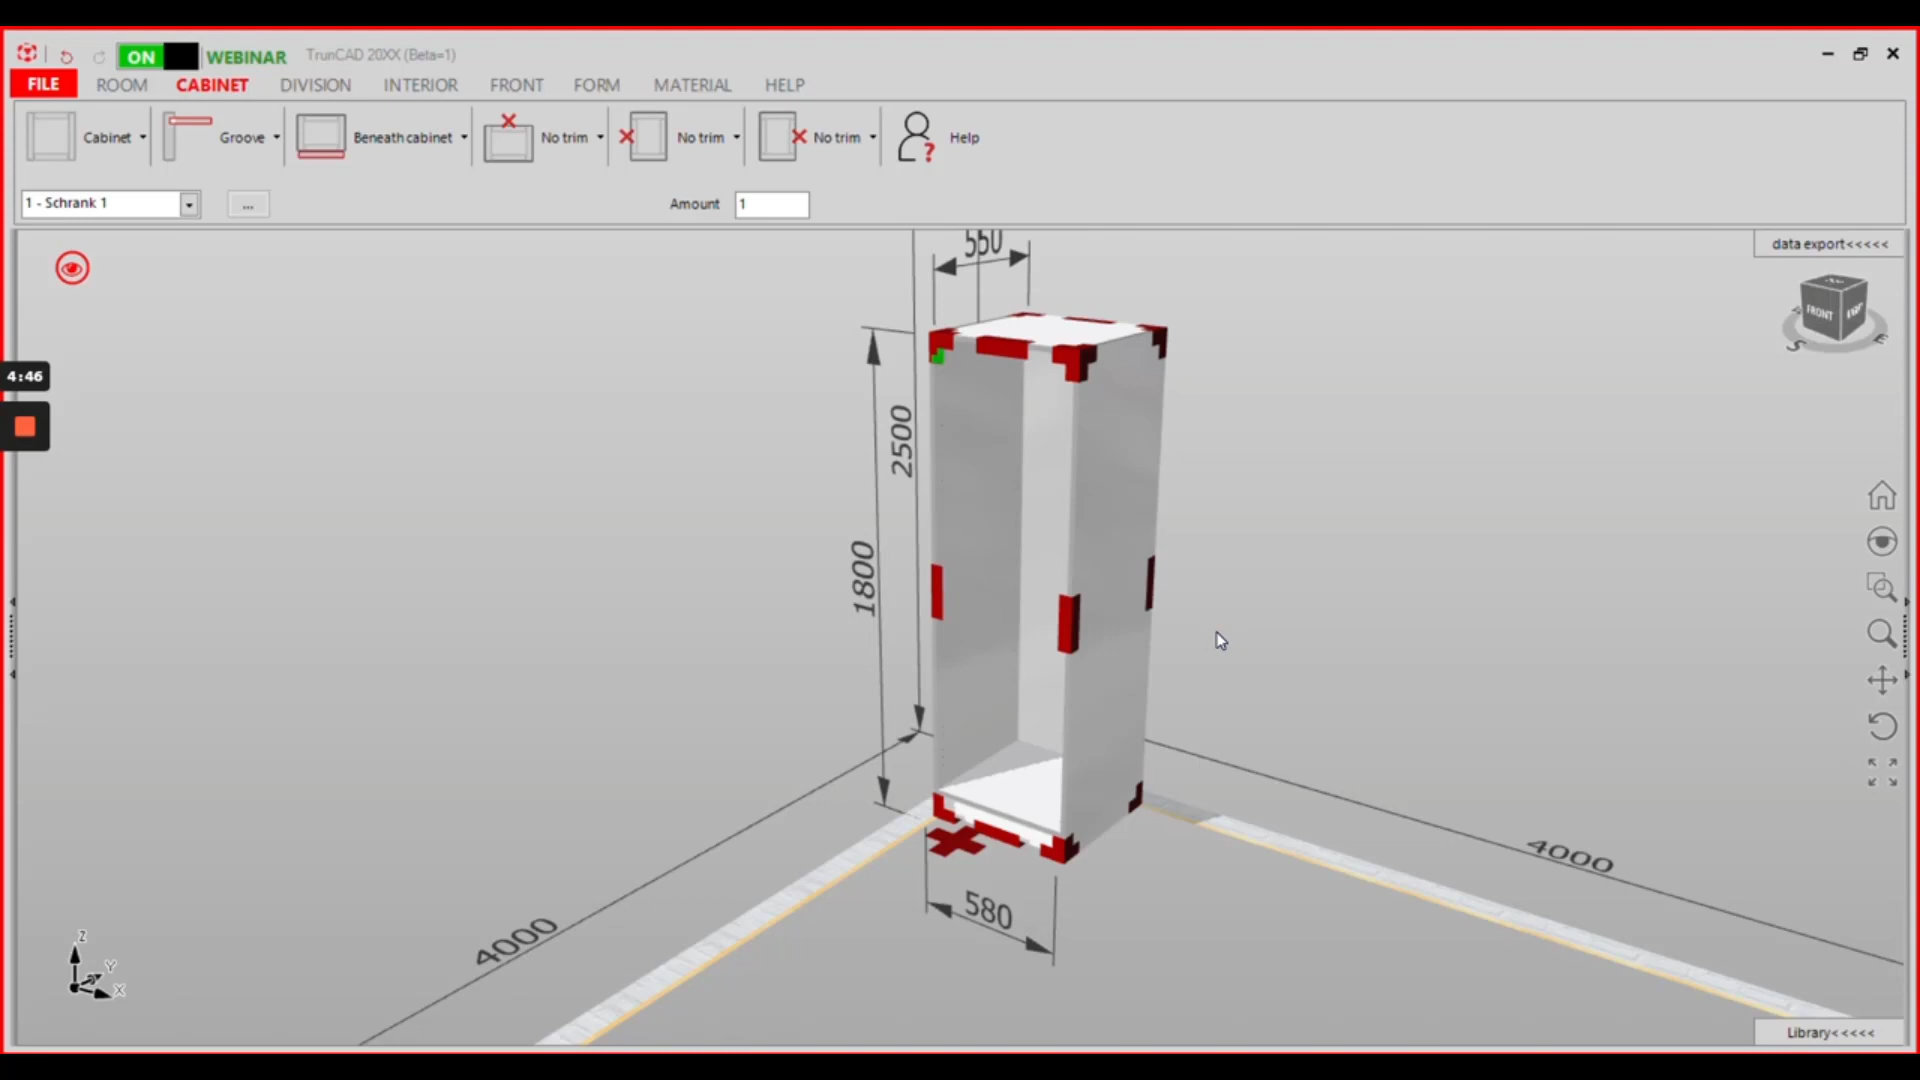 ON WEBINAR TrunCAD 20XX (Beta=1)
FILE ROOM CABINET DIVISION INTERIOR FRONT FORM MATERIAL HELP
Cabinet Groove Beneath cabinet No trim No trim No trim Help
1 - Schrank 1 ... Amount 1
data export<<<<<
550
FRONT
S E
4:46
2500
1800
4000
580
4000
Z
Y
X
Library<<<<<